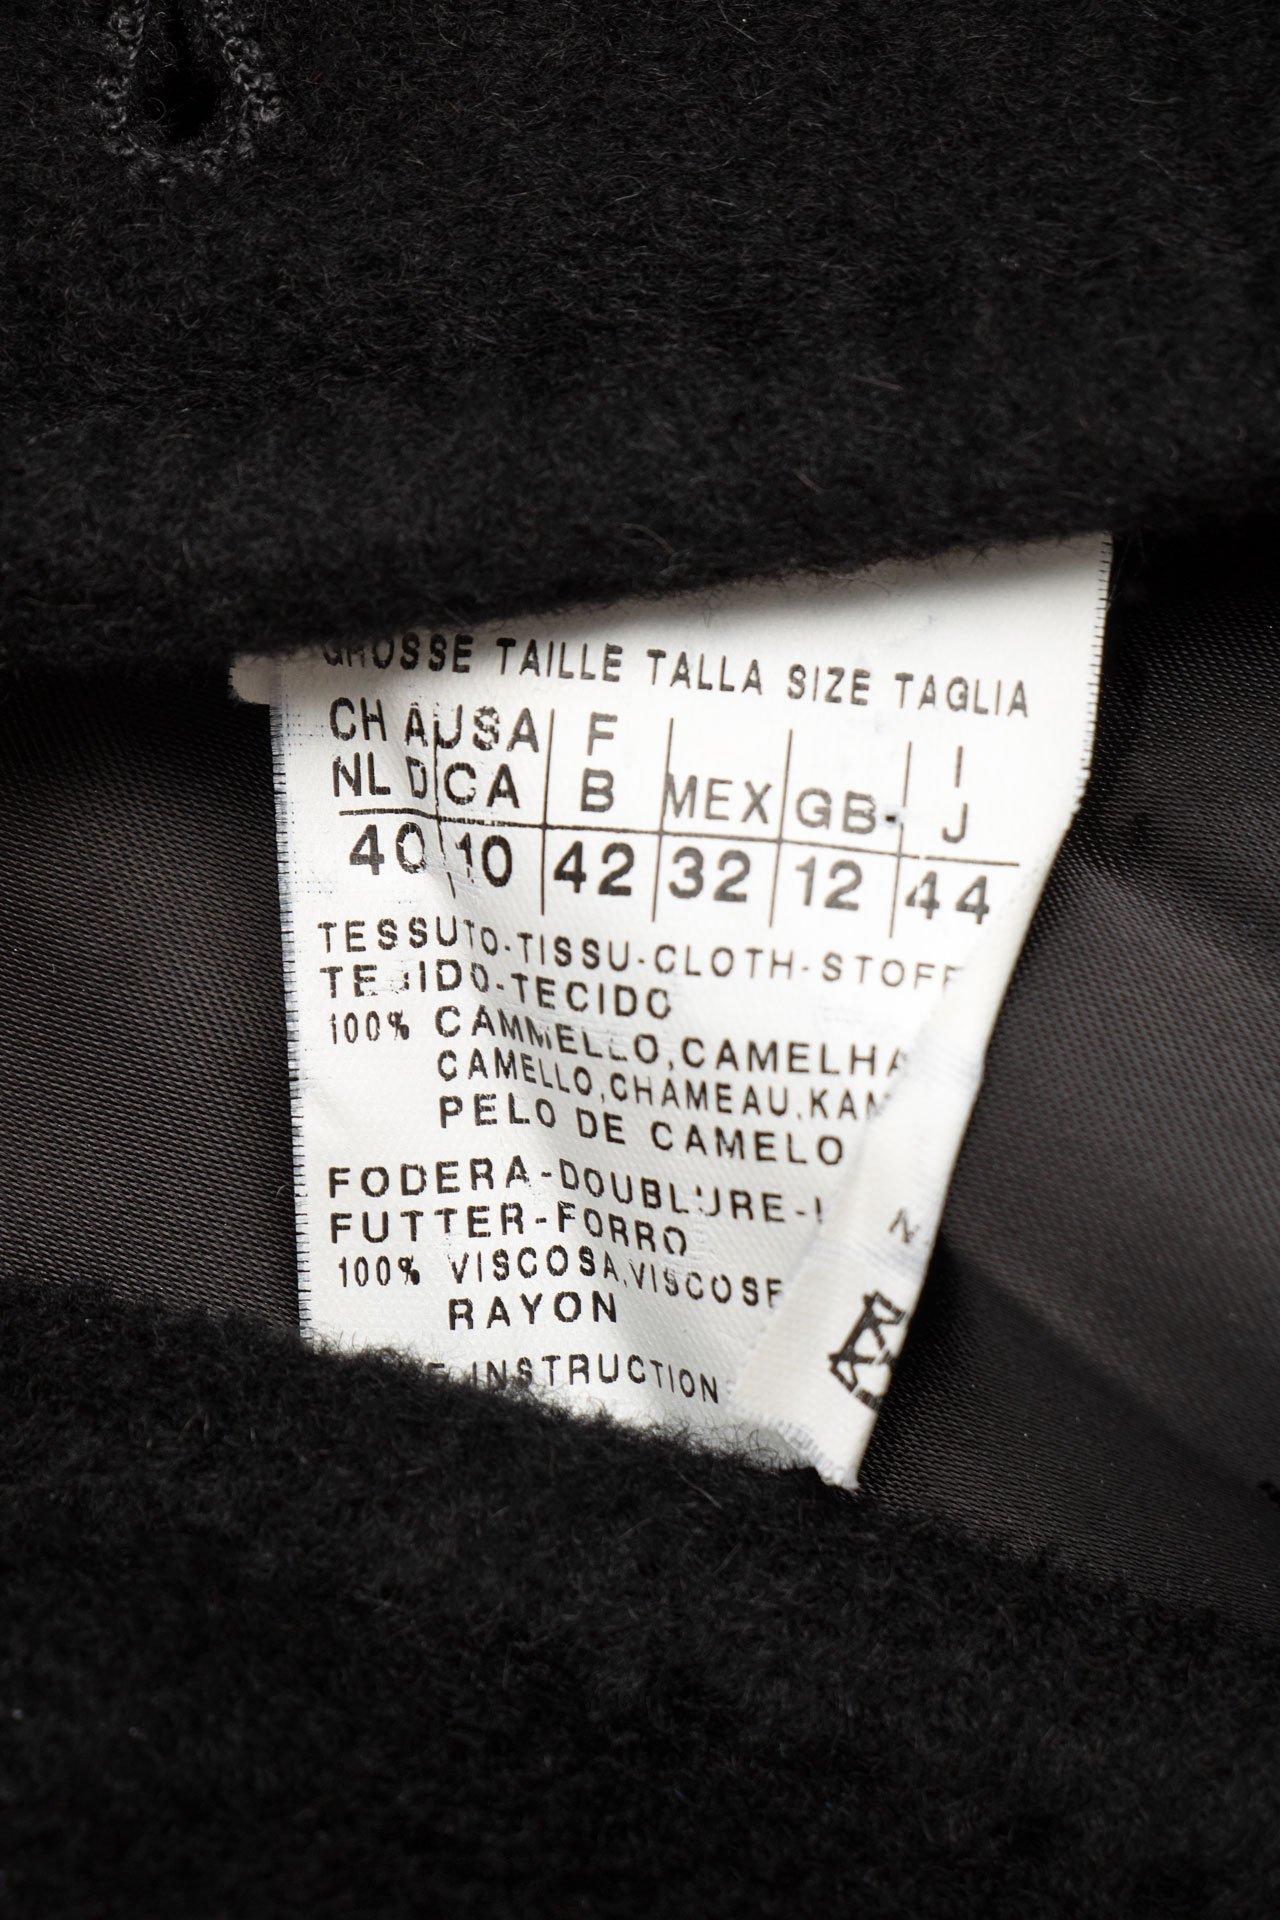 GROSSE TAILLE TALLA SIZE TAGLIA
CH A USA F I
NL D CA B MEX GB J
40 10 42 32 12 44
TESSUTO-TISSU-CLOTH-STOFF
TEJIDO-TECIDO
100% CAMMELLO,CAMELHA
CAMELLO,CHAMEAU,KAM
PELO DE CAMELO
FODERA-DOUBLURE-
FUTTER-FORRO
100% VISCOSA,VISCOSE
RAYON
INSTRUCTION